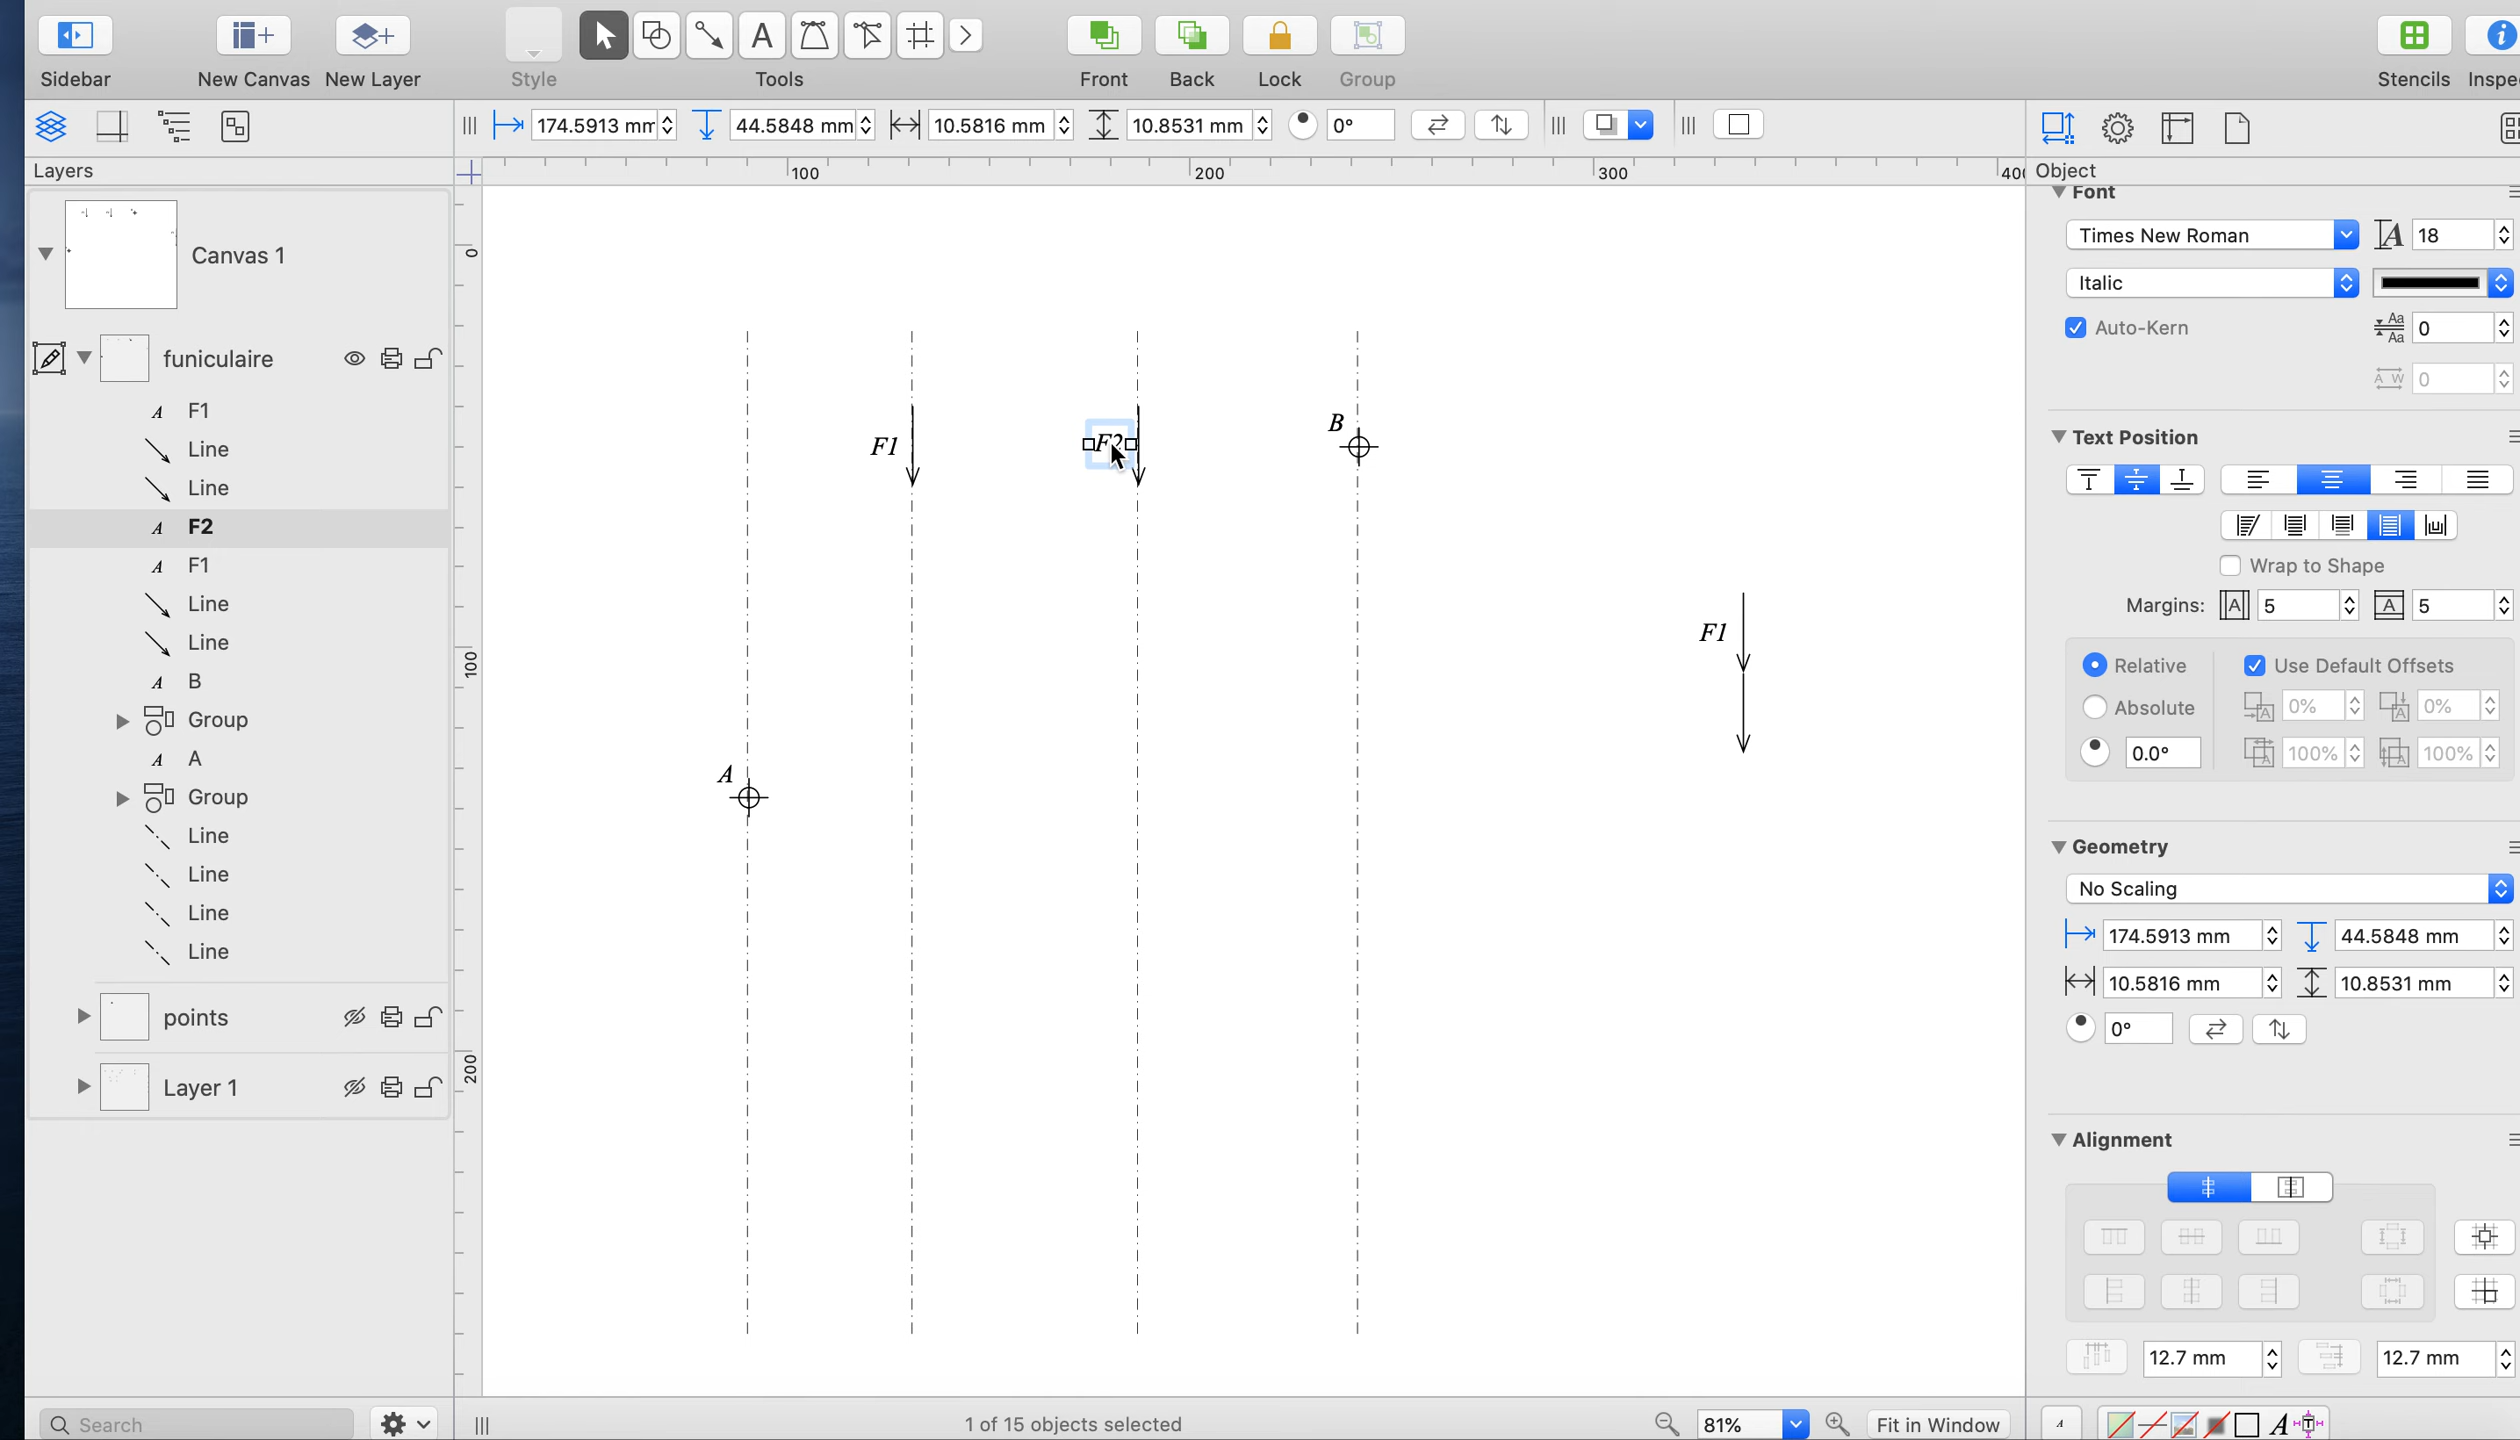 Sidebar New Canvas New Layer Style Tools Front Back Lock Group Stencils Inspe
174.5913 mm 44.5848 mm 10.5816 mm 10.8531 mm 0°
Layers
100 200 300 400
Object
Canvas 1
funiculaire
F1
Line
Line
F2
F1
Line
Line
B
Group
A
Group
Line
Line
Line
Line
points
Layer 1
Search
0
100
200
F1
F2
B
A
F1
1 of 15 objects selected
81%
Fit in Window
Font
Times New Roman 18
Italic
Auto-Kern 0
0
Text Position
Wrap to Shape
Margins: 5 5
Relative Use Default Offsets
0% 0%
Absolute
0.0° 100% 100%
Geometry
No Scaling
174.5913 mm 44.5848 mm
10.5816 mm 10.8531 mm
0°
Alignment
12.7 mm 12.7 mm